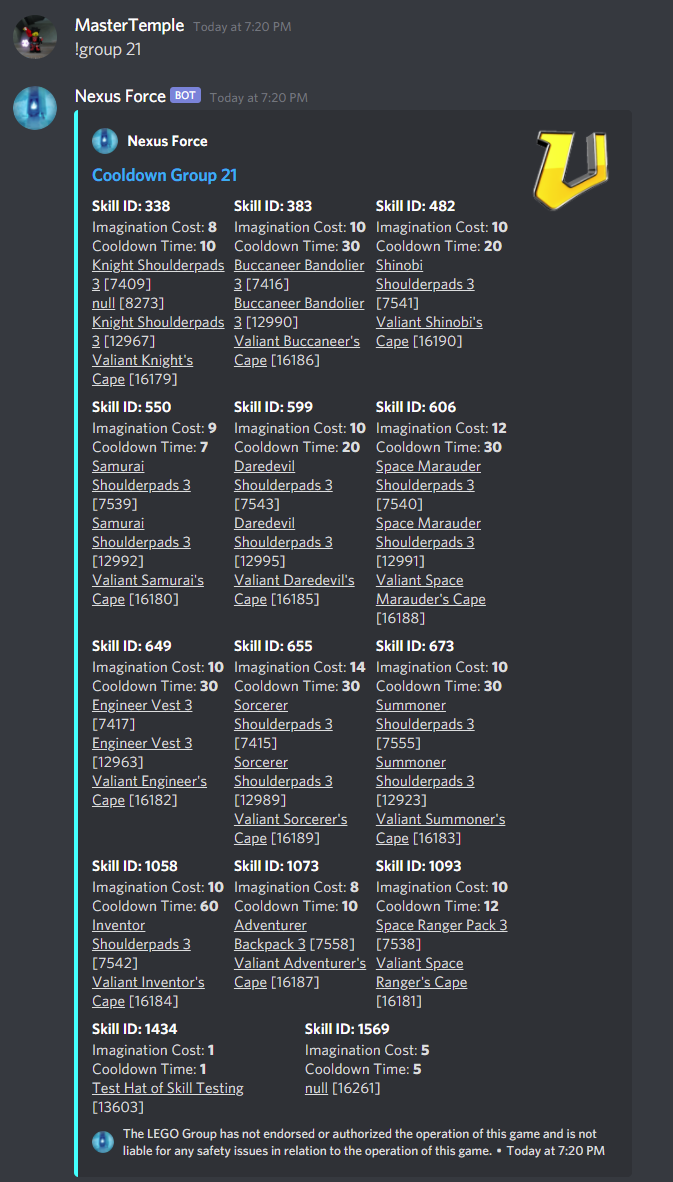 MasterTemple Today at 7:20 PM
!group 21
Nexus Force BOT Today at 7:20 PM
Nexus Force
Cooldown Group 21
Skill ID: 338
Imagination Cost: 8
Cooldown Time: 10
Knight Shoulderpads
3 [7409]
null [8273]
Knight Shoulderpads
3 [12967]
Valiant Knight's
Cape [16179]
Skill ID: 383
Imagination Cost: 10
Cooldown Time: 30
Buccaneer Bandolier
3 [7416]
Buccaneer Bandolier
3 [12990]
Valiant Buccaneer's
Cape [16186]
Skill ID: 482
Imagination Cost: 10
Cooldown Time: 20
Shinobi
Shoulderpads 3
[7541]
Valiant Shinobi's
Cape [16190]
Skill ID: 550
Imagination Cost: 9
Cooldown Time: 7
Samurai
Shoulderpads 3
[7539]
Samurai
Shoulderpads 3
[12992]
Valiant Samurai's
Cape [16180]
Skill ID: 599
Imagination Cost: 10
Cooldown Time: 20
Daredevil
Shoulderpads 3
[7543]
Daredevil
Shoulderpads 3
[12995]
Valiant Daredevil's
Cape [16185]
Skill ID: 606
Imagination Cost: 12
Cooldown Time: 30
Space Marauder
Shoulderpads 3
[7540]
Space Marauder
Shoulderpads 3
[12991]
Valiant Space
Marauder's Cape
[16188]
Skill ID: 649
Imagination Cost: 10
Cooldown Time: 30
Engineer Vest 3
[7417]
Engineer Vest 3
[12963]
Valiant Engineer's
Cape [16182]
Skill ID: 655
Imagination Cost: 14
Cooldown Time: 30
Sorcerer
Shoulderpads 3
[7415]
Sorcerer
Shoulderpads 3
[12989]
Valiant Sorcerer's
Cape [16189]
Skill ID: 673
Imagination Cost: 10
Cooldown Time: 30
Summoner
Shoulderpads 3
[7555]
Summoner
Shoulderpads 3
[12923]
Valiant Summoner's
Cape [16183]
Skill ID: 1058
Imagination Cost: 10
Cooldown Time: 60
Inventor
Shoulderpads 3
[7542]
Valiant Inventor's
Cape [16184]
Skill ID: 1073
Imagination Cost: 8
Cooldown Time: 10
Adventurer
Backpack 3 [7558]
Valiant Adventurer's
Cape [16187]
Skill ID: 1093
Imagination Cost: 10
Cooldown Time: 12
Space Ranger Pack 3
[7538]
Valiant Space
Ranger's Cape
[16181]
Skill ID: 1434
Imagination Cost: 1
Cooldown Time: 1
Test Hat of Skill Testing
[13603]
Skill ID: 1569
Imagination Cost: 5
Cooldown Time: 5
null [16261]
The LEGO Group has not endorsed or authorized the operation of this game and is not
liable for any safety issues in relation to the operation of this game. • Today at 7:20 PM